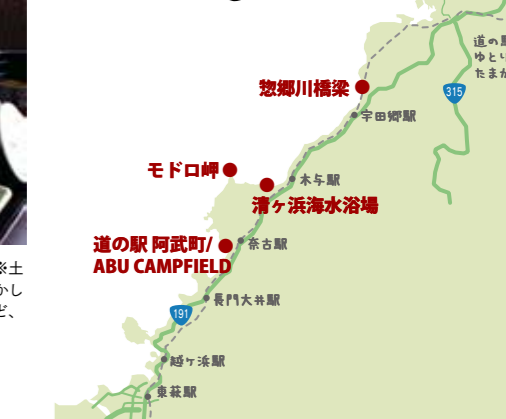 道の駅
ゆとり
たまが
315
惣郷川橋梁
宇田郷駅
モドロ岬
木与駅
清ヶ浜海水浴場
道の駅 阿武町/
ABU CAMPFIELD
奈古駅
※土
かし
ど、
長門大井駅
191
越ヶ浜駅
東萩駅